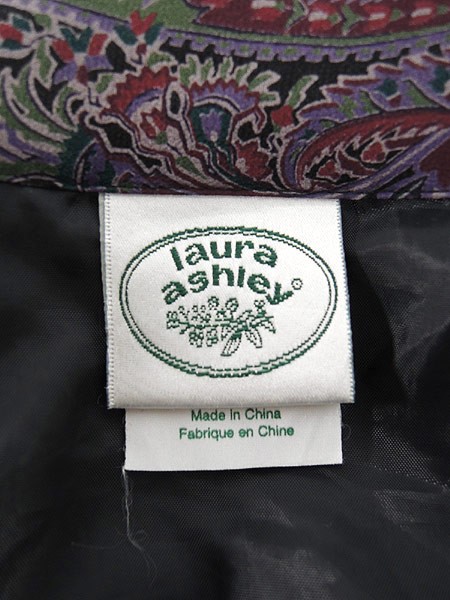 laura
ashley®
Made in China
Fabriqué en Chine